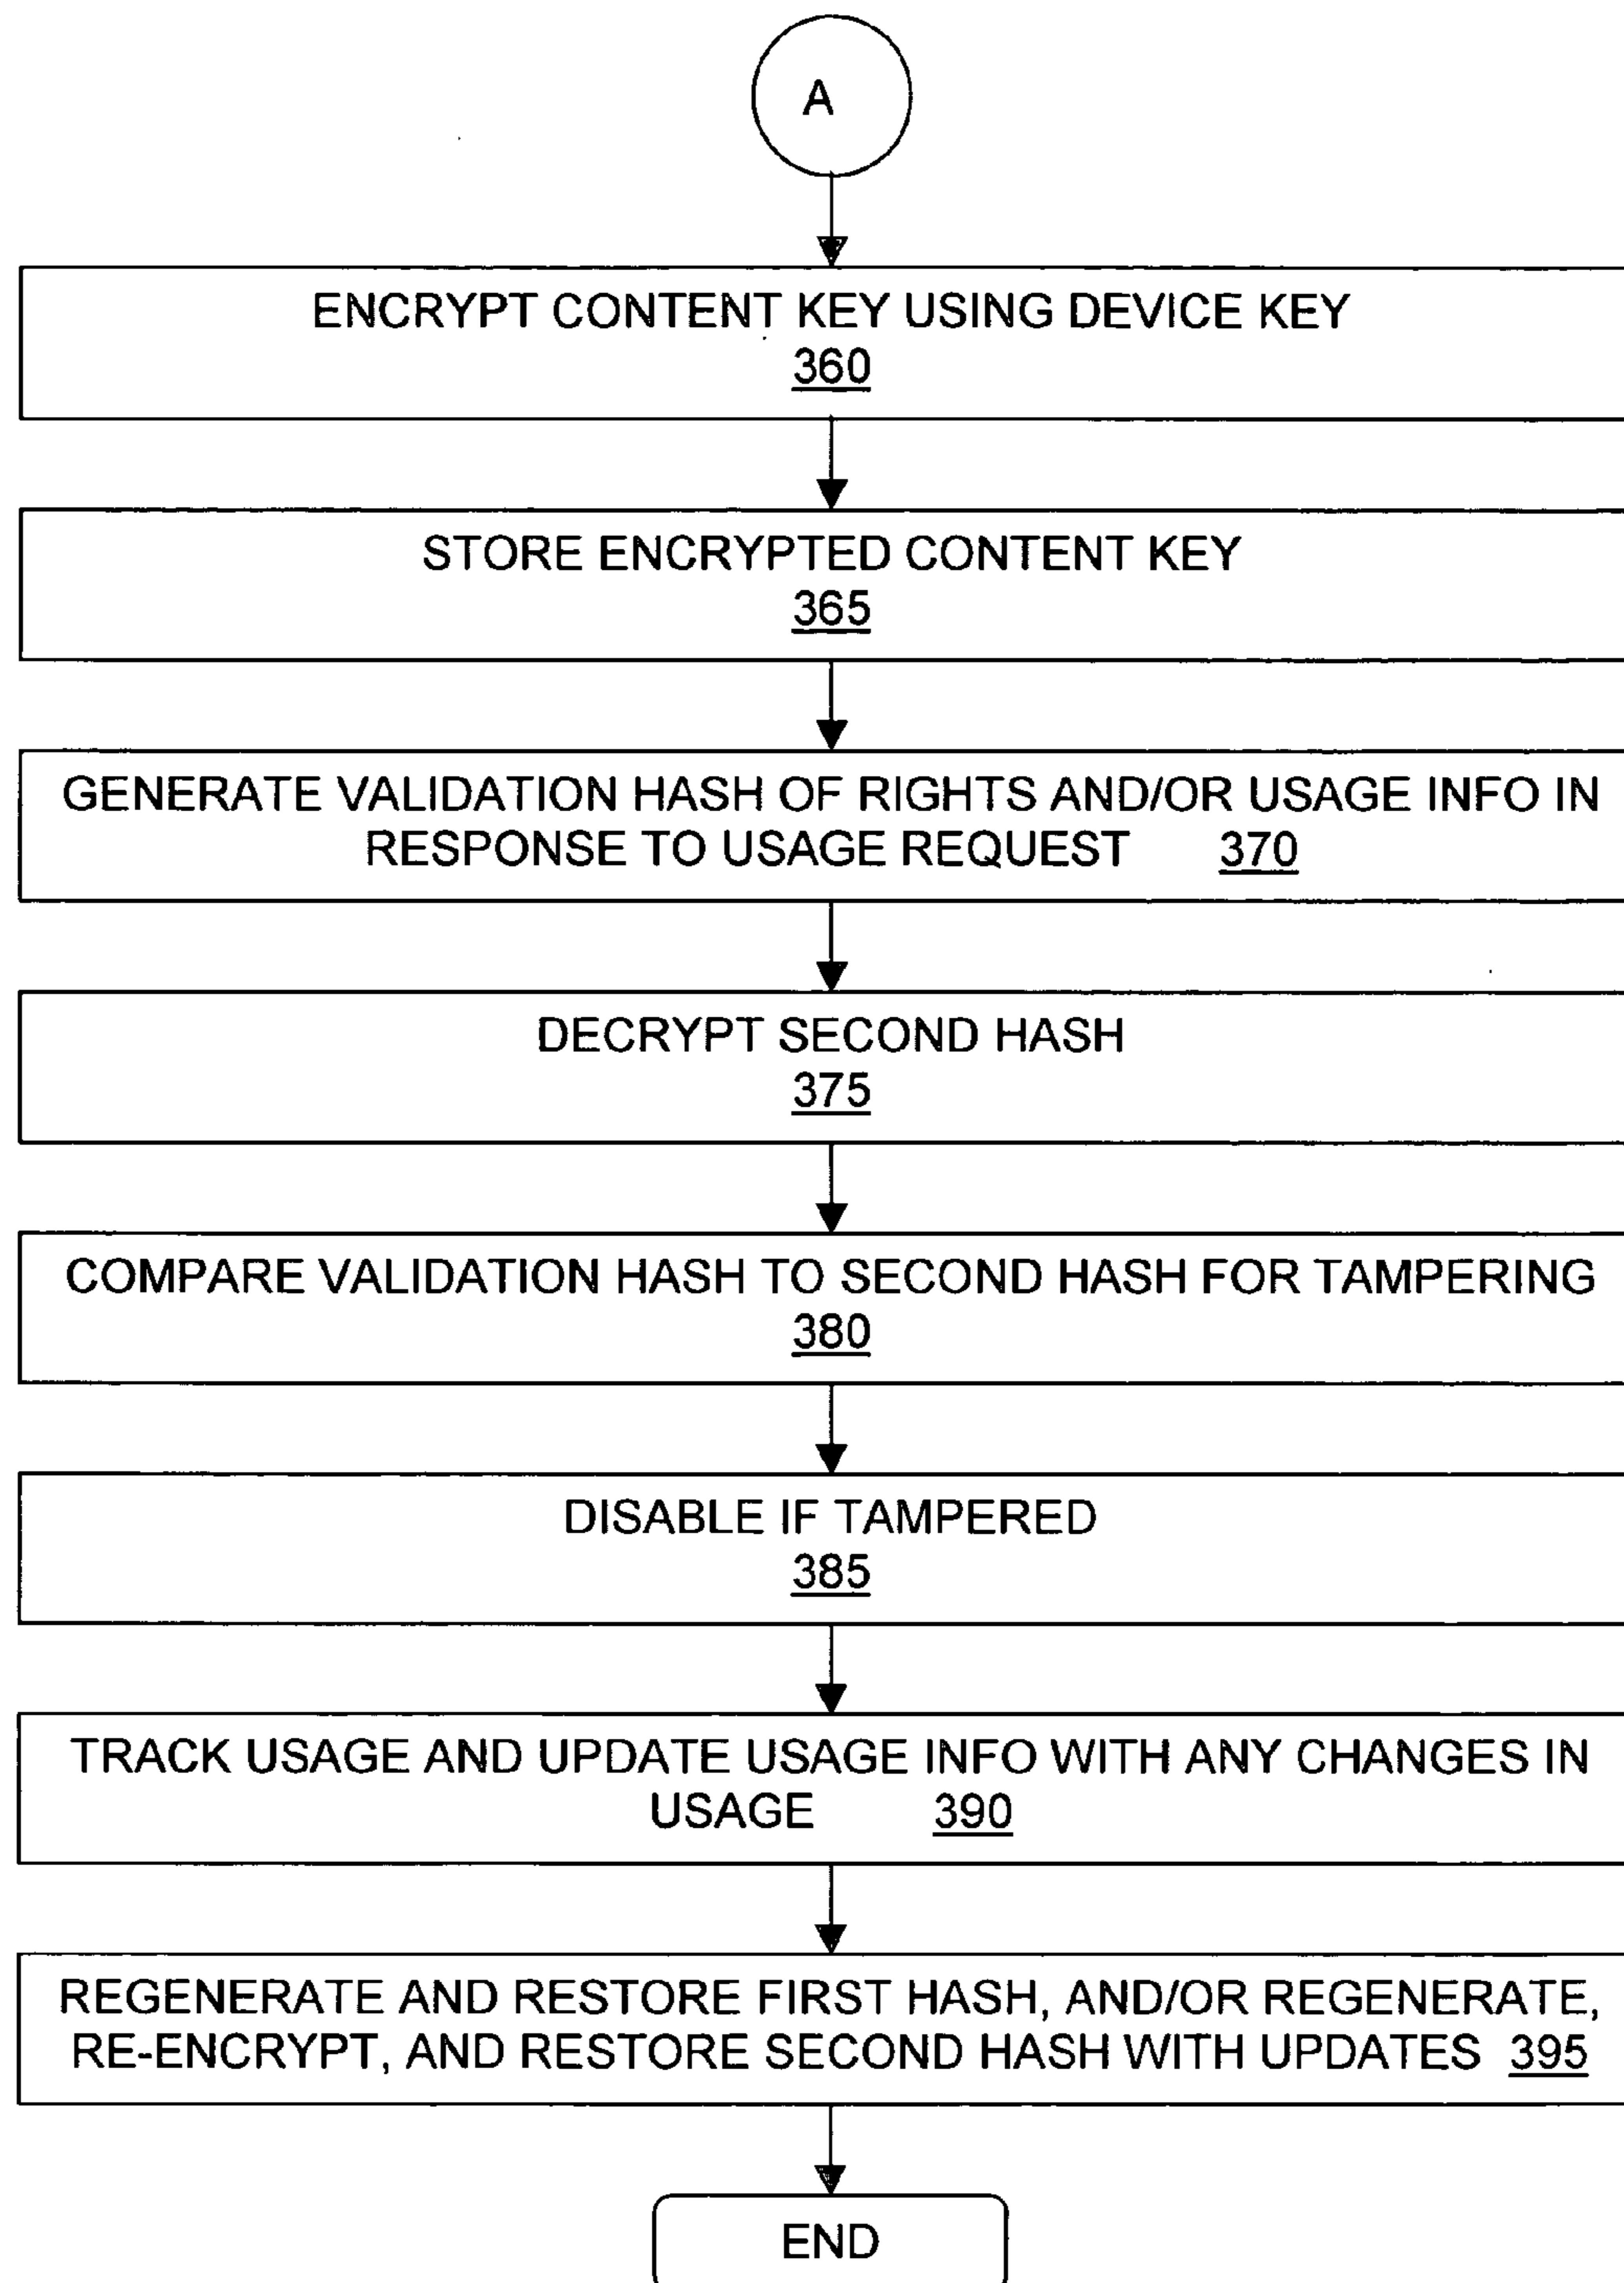 A
ENCRYPT CONTENT KEY USING DEVICE KEY
360
STORE ENCRYPTED CONTENT KEY
365
GENERATE VALIDATION HASH OF RIGHTS AND/OR USAGE INFO IN
RESPONSE TO USAGE REQUEST 370
DECRYPT SECOND HASH
375
COMPARE VALIDATION HASH TO SECOND HASH FOR TAMPERING
380
DISABLE IF TAMPERED
385
TRACK USAGE AND UPDATE USAGE INFO WITH ANY CHANGES IN
USAGE 390
REGENERATE AND RESTORE FIRST HASH, AND/OR REGENERATE,
RE-ENCRYPT, AND RESTORE SECOND HASH WITH UPDATES 395
END